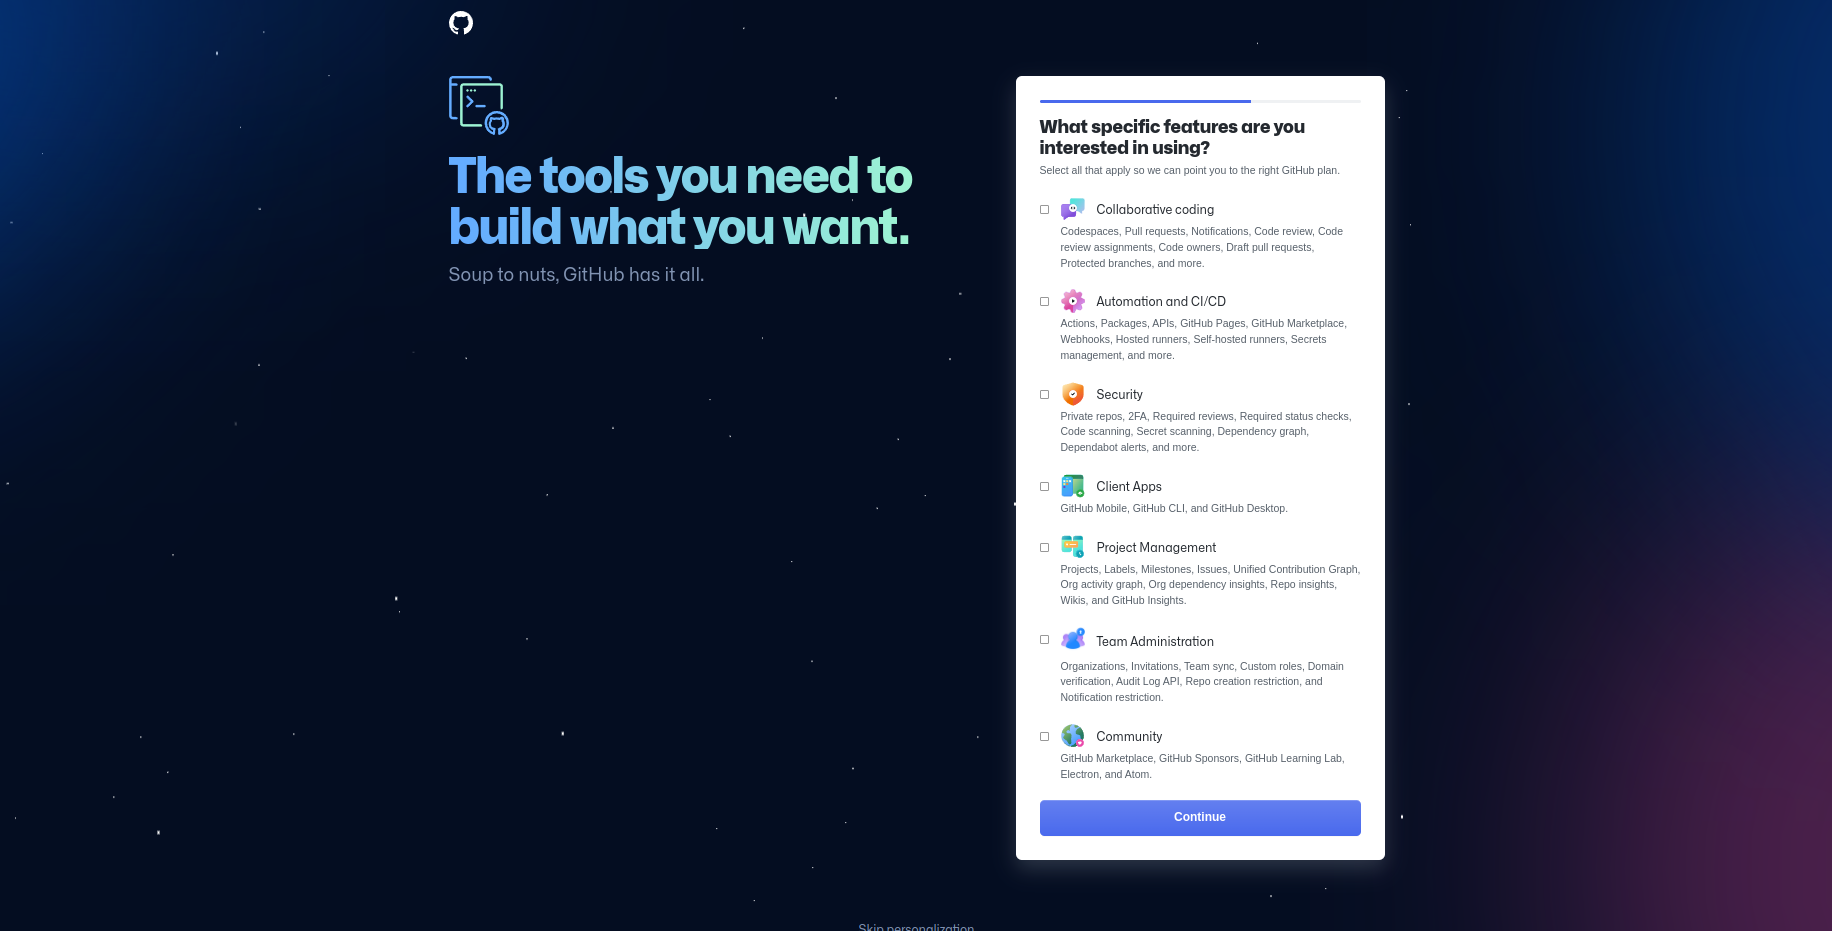 The tools you need to
build what you want.
Soup to nuts, GitHub has it all.
What specific features are you
interested in using?
Select all that apply so we can point you to the right GitHub plan.
Collaborative coding
Codespaces, Pull requests, Notifications, Code review, Code
review assignments, Code owners, Draft pull requests,
Protected branches, and more.
Automation and CI/CD
Actions, Packages, APIs, GitHub Pages, GitHub Marketplace,
Webhooks, Hosted runners, Self-hosted runners, Secrets
management, and more.
Security
Private repos, 2FA, Required reviews, Required status checks,
Code scanning, Secret scanning, Dependency graph,
Dependabot alerts, and more.
Client Apps
GitHub Mobile, GitHub CLI, and GitHub Desktop.
Project Management
Projects, Labels, Milestones, Issues, Unified Contribution Graph,
Org activity graph, Org dependency insights, Repo insights,
Wikis, and GitHub Insights.
Team Administration
Organizations, Invitations, Team sync, Custom roles, Domain
verification, Audit Log API, Repo creation restriction, and
Notification restriction.
Community
GitHub Marketplace, GitHub Sponsors, GitHub Learning Lab,
Electron, and Atom.
Continue
Skip personalization